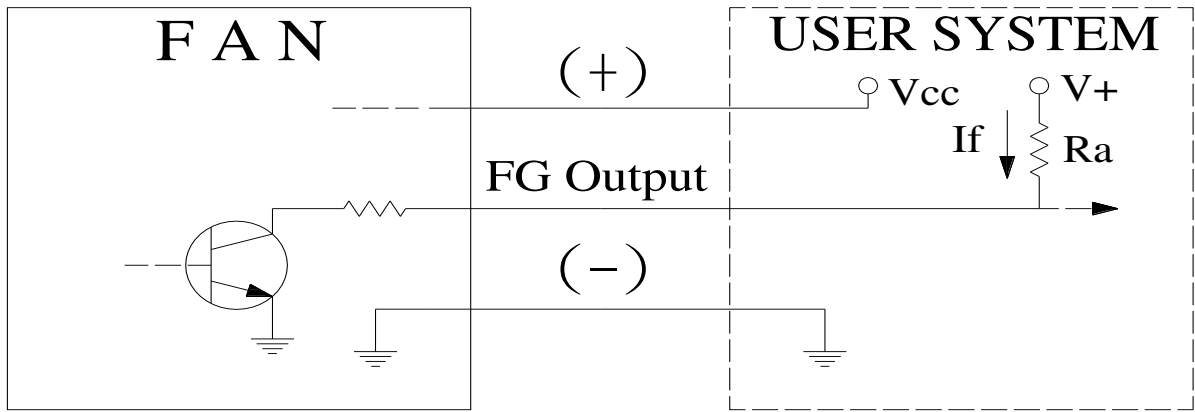 F A N
USER SYSTEM
(+)
Vcc
V+
If
Ra
FG Output
(−)